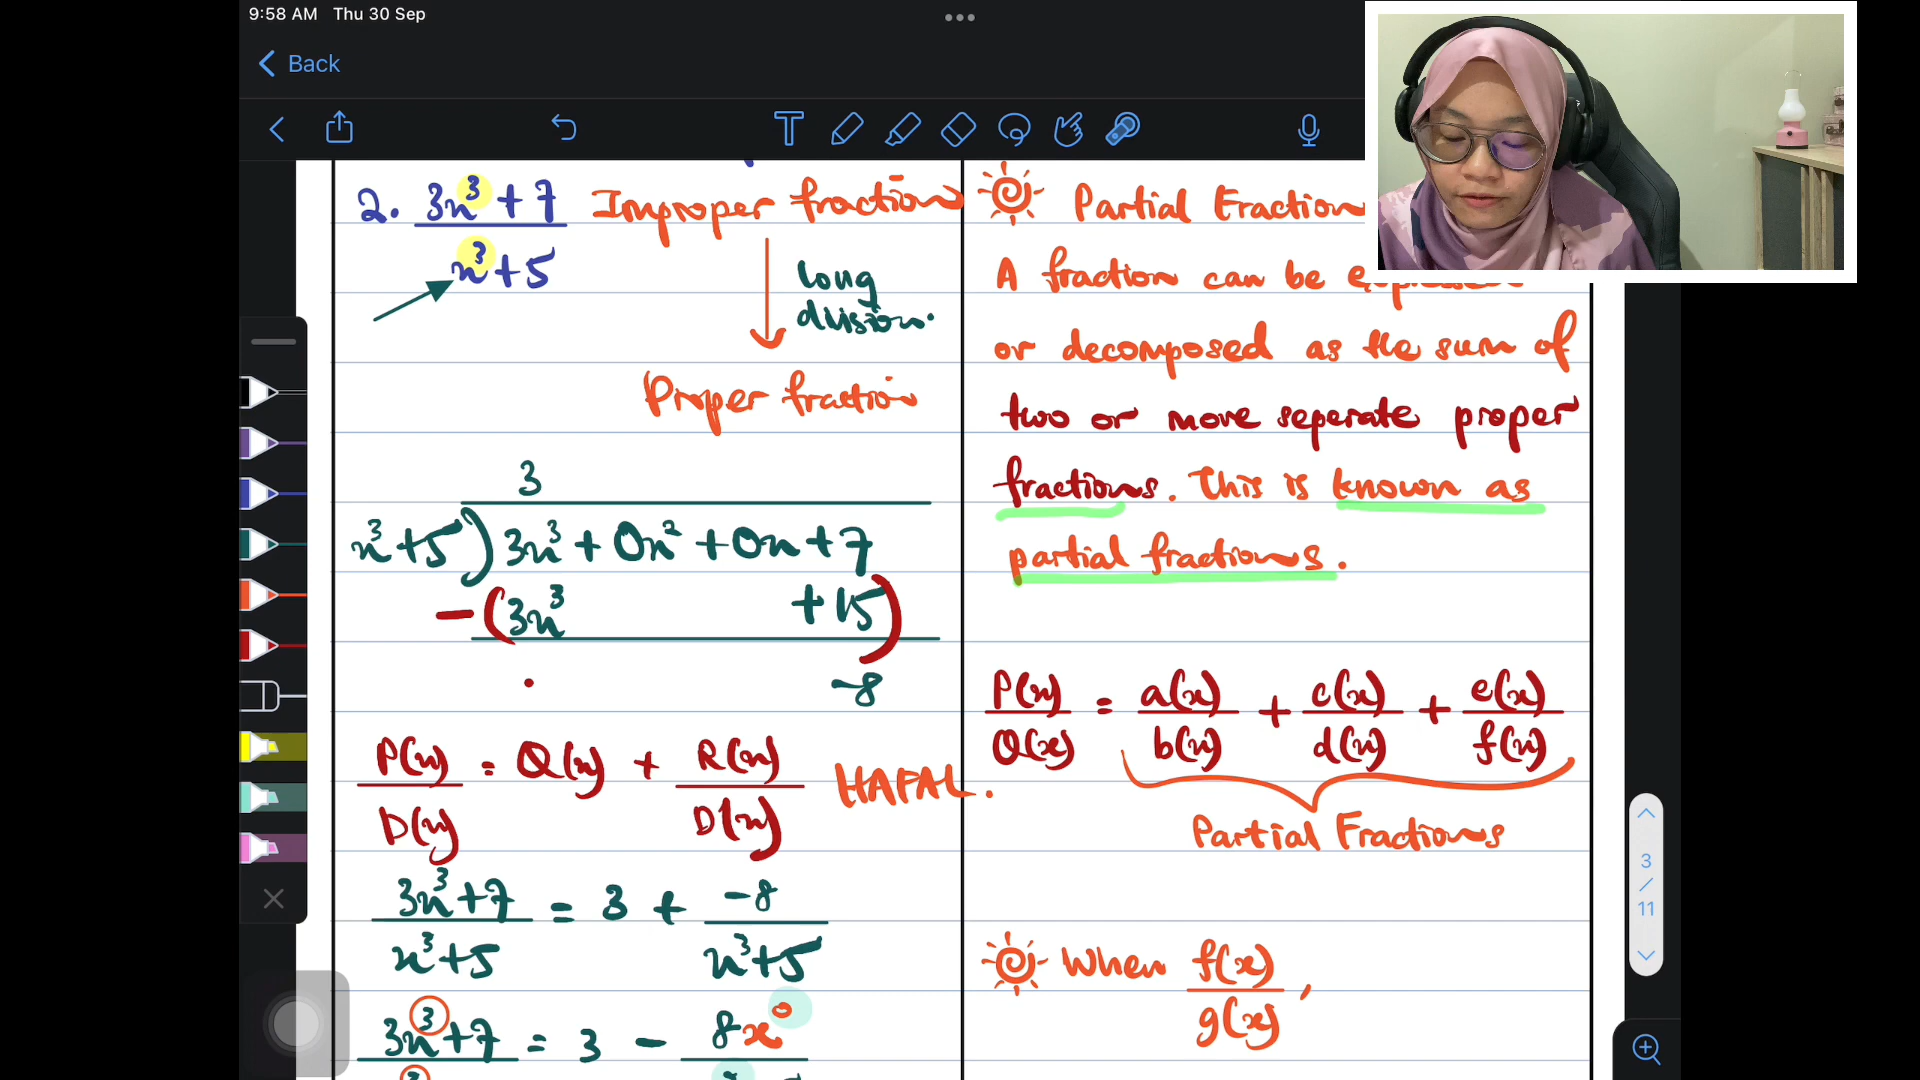 9:58 AM Thu 30 Sep
Back
2. 3x³ + 7 Improper fraction
x³ + 5
long
division.
Proper fraction
3
x³ + 5 ) 3x³ + 0x² + 0x + 7
− ( 3x³ + 15 )
−8
P(x) = Q(x) + R(x) HAFAL.
D(x) D(x)
3x³ + 7 = 3 + −8
x³ + 5 x³ + 5
3x³ + 7 = 3 − 8x⁰
Partial Fraction
A fraction can be
or decomposed as the sum of
two or more seperate proper
fractions. This is known as
partial fractions.
P(x) = a(x) + c(x) + e(x)
Q(x) b(x) d(x) f(x)
Partial Fractions
When f(x) ,
g(x)
3
/
11